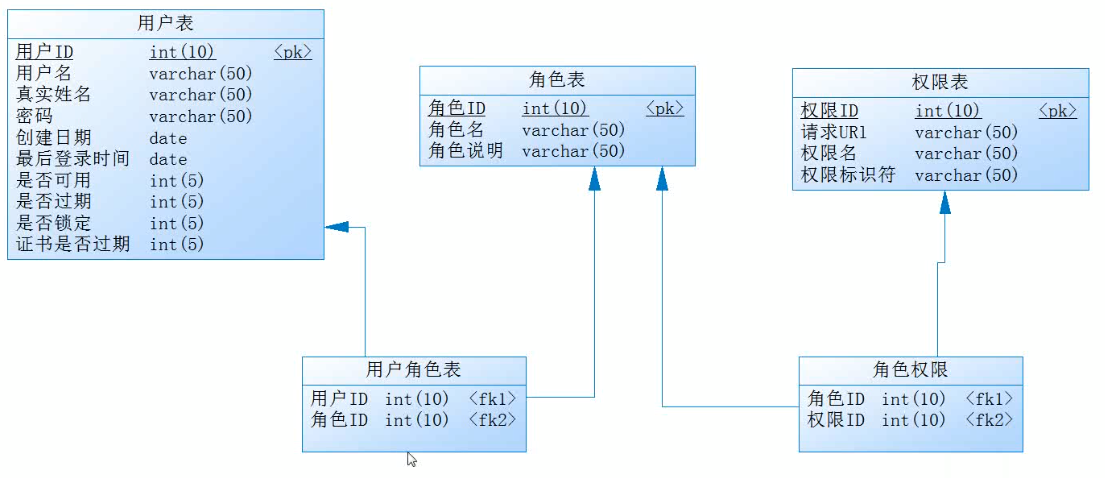 用户表
用户ID int(10) <pk>
用户名 varchar(50)
真实姓名 varchar(50)
密码 varchar(50)
创建日期 date
最后登录时间 date
是否可用 int(5)
是否过期 int(5)
是否锁定 int(5)
证书是否过期 int(5)
角色表
角色ID int(10) <pk>
角色名 varchar(50)
角色说明 varchar(50)
权限表
权限ID int(10) <pk>
请求URl varchar(50)
权限名 varchar(50)
权限标识符 varchar(50)
用户角色表
用户ID int(10) <fk1>
角色ID int(10) <fk2>
角色权限
角色ID int(10) <fk1>
权限ID int(10) <fk2>